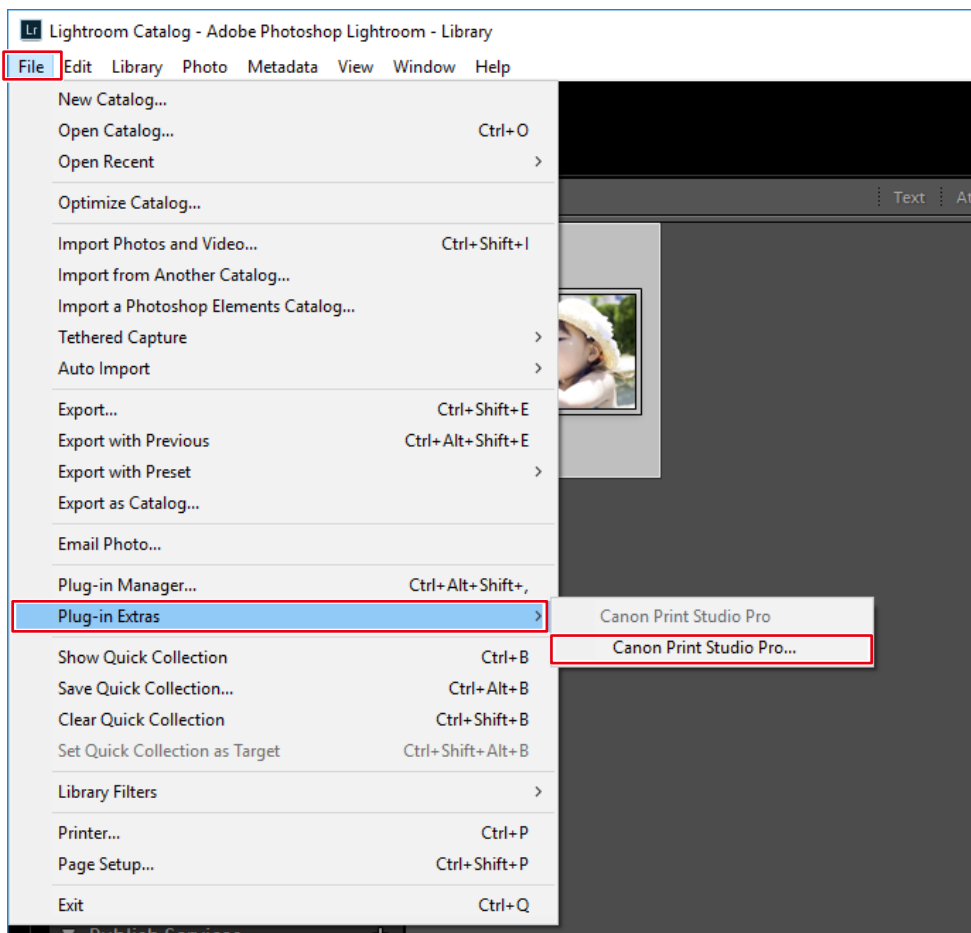 Lr Lightroom Catalog - Adobe Photoshop Lightroom - Library
File Edit Library Photo Metadata View Window Help
New Catalog...
Open Catalog... Ctrl+O
Open Recent >
Optimize Catalog...
Text At
Import Photos and Video... Ctrl+Shift+I
Import from Another Catalog...
Import a Photoshop Elements Catalog...
Tethered Capture >
Auto Import >
Export... Ctrl+Shift+E
Export with Previous Ctrl+Alt+Shift+E
Export with Preset >
Export as Catalog...
Email Photo...
Plug-in Manager... Ctrl+Alt+Shift+,
Plug-in Extras >
Canon Print Studio Pro
Canon Print Studio Pro...
Show Quick Collection Ctrl+B
Save Quick Collection... Ctrl+Alt+B
Clear Quick Collection Ctrl+Shift+B
Set Quick Collection as Target Ctrl+Shift+Alt+B
Library Filters >
Printer... Ctrl+P
Page Setup... Ctrl+Shift+P
Exit Ctrl+Q